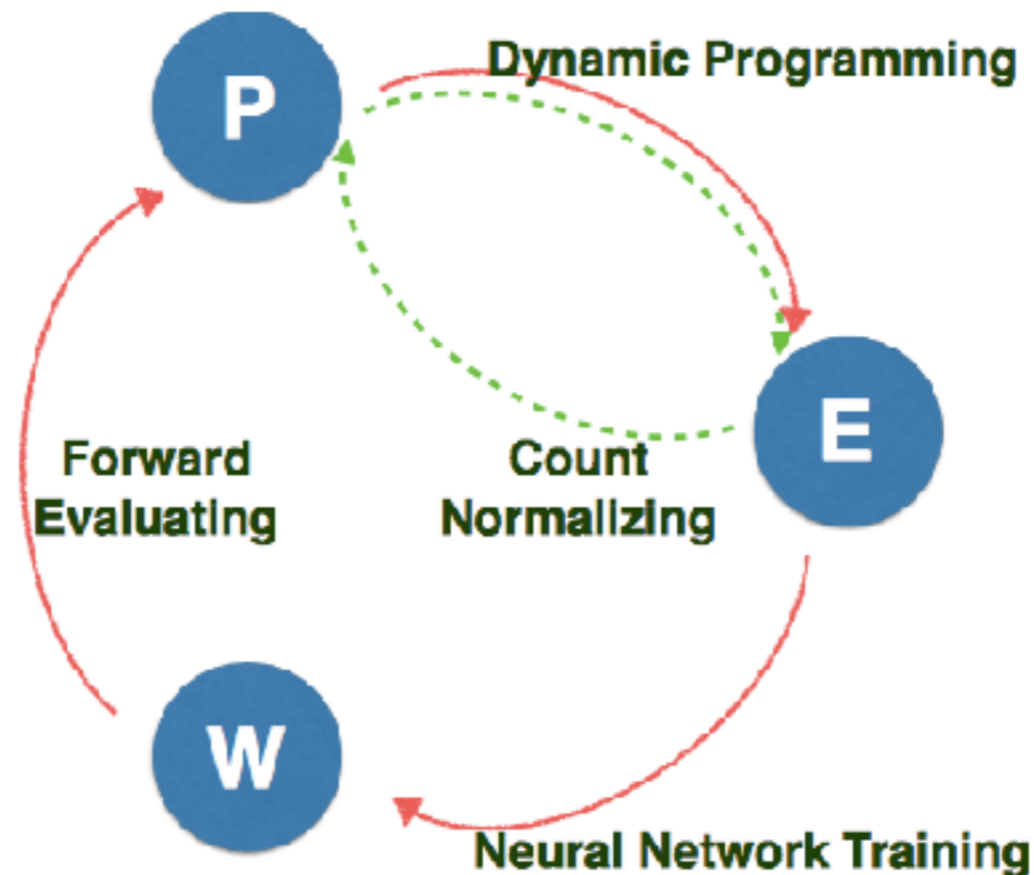 P
Dynamic Programming
E
Forward
Evaluating
Count
Normalizing
W
Neural Network Training